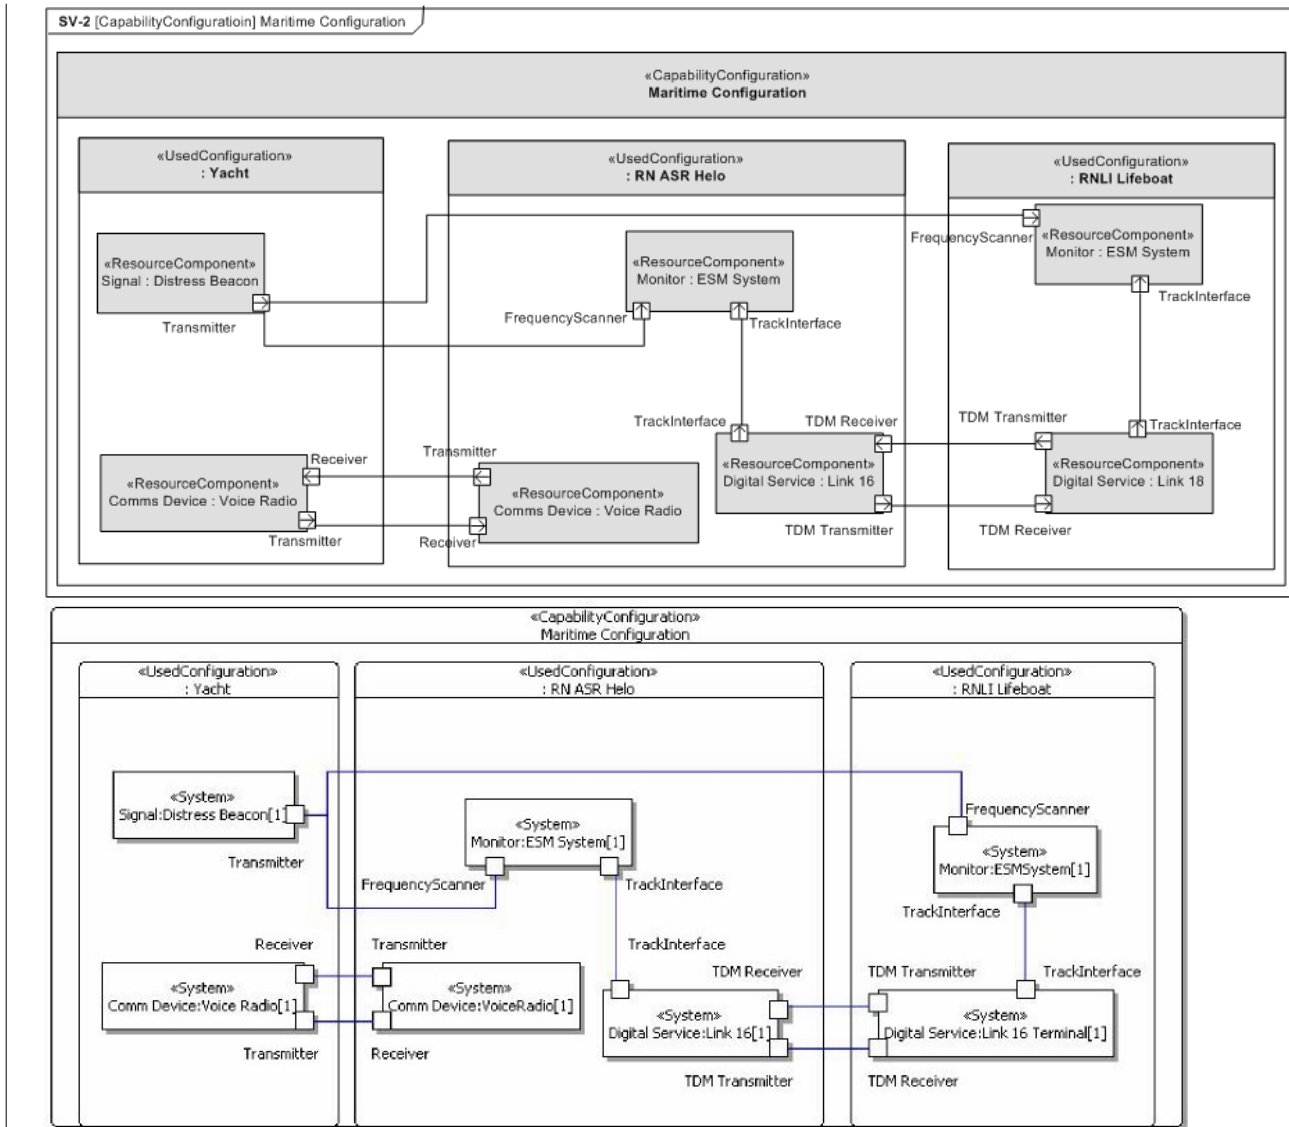 SV-2 [CapabilityConfiguratioin] Maritime Configuration
«CapabilityConfiguration»
Maritime Configuration
«UsedConfiguration»
: Yacht
«UsedConfiguration»
: RN ASR Helo
«UsedConfiguration»
: RNLI Lifeboat
«ResourceComponent»
Signal : Distress Beacon
Transmitter
«ResourceComponent»
Monitor : ESM System
FrequencyScanner
TrackInterface
FrequencyScanner
«ResourceComponent»
Monitor : ESM System
TrackInterface
TrackInterface
TDM Receiver
TDM Transmitter
TrackInterface
Receiver
Transmitter
«ResourceComponent»
Comms Device : Voice Radio
«ResourceComponent»
Comms Device : Voice Radio
«ResourceComponent»
Digital Service : Link 16
«ResourceComponent»
Digital Service : Link 18
Transmitter
Receiver
TDM Transmitter
TDM Receiver
«CapabilityConfiguration»
Maritime Configuration
«UsedConfiguration»
: Yacht
«UsedConfiguration»
: RN ASR Helo
«UsedConfiguration»
: RNLI Lifeboat
«System»
Signal:Distress Beacon[1]
Transmitter
«System»
Monitor:ESM System[1]
FrequencyScanner
TrackInterface
FrequencyScanner
«System»
Monitor:ESMSystem[1]
TrackInterface
Receiver
Transmitter
TrackInterface
TDM Receiver
TDM Transmitter
TrackInterface
«System»
Comm Device:Voice Radio[1]
«System»
Comm Device:VoiceRadio[1]
«System»
Digital Service:Link 16[1]
«System»
Digital Service:Link 16 Terminal[1]
Transmitter
Receiver
TDM Transmitter
TDM Receiver